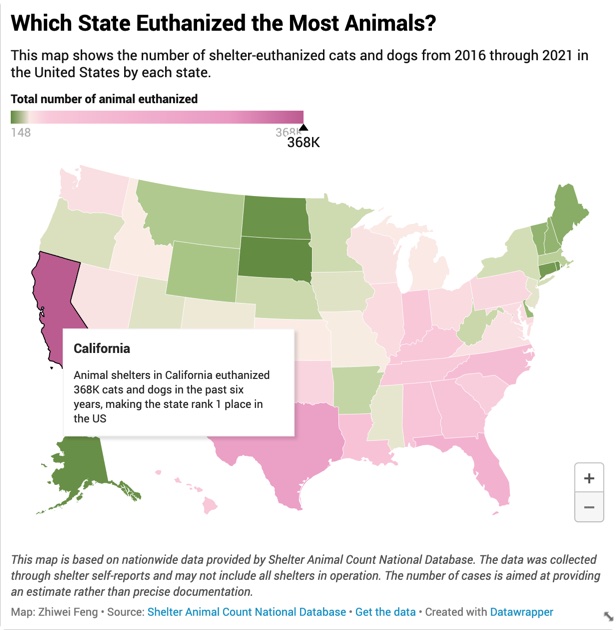 Which State Euthanized the Most Animals?
This map shows the number of shelter-euthanized cats and dogs from 2016 through 2021 in
the United States by each state.
Total number of animal euthanized
148
368K
368K
California
Animal shelters in California euthanized
368K cats and dogs in the past six
years, making the state rank 1 place in
the US
+
−
This map is based on nationwide data provided by Shelter Animal Count National Database. The data was collected
through shelter self-reports and may not include all shelters in operation. The number of cases is aimed at providing
an estimate rather than precise documentation.
Map: Zhiwei Feng • Source: Shelter Animal Count National Database • Get the data • Created with Datawrapper